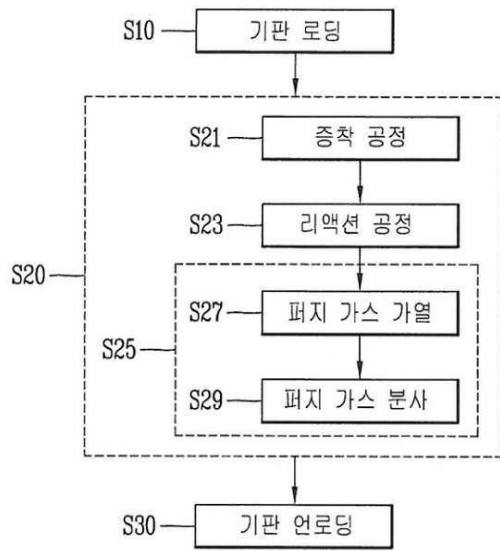 S10 기판 로딩
S21 증착 공정
S23 리액션 공정
S20
S27 퍼지 가스 가열
S25
S29 퍼지 가스 분사
S30 기판 언로딩